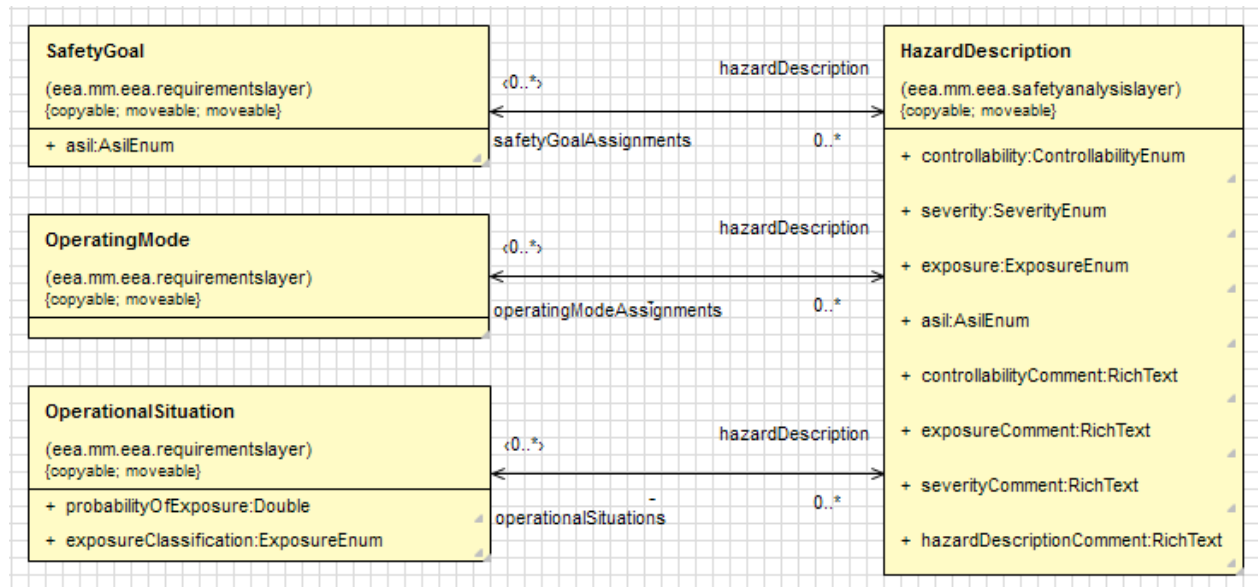 SafetyGoal
(eea.mm.eea.requirementslayer)
{copyable; moveable; moveable}
+ asil:AsilEnum
‹0..*›
hazardDescription
safetyGoalAssignments
0..*
OperatingMode
(eea.mm.eea.requirementslayer)
{copyable; moveable}
‹0..*›
hazardDescription
operatingModeAssignments
0..*
OperationalSituation
(eea.mm.eea.requirementslayer)
{copyable; moveable}
+ probabilityOfExposure:Double
+ exposureClassification:ExposureEnum
‹0..*›
hazardDescription
operationalSituations
0..*
HazardDescription
(eea.mm.eea.safetyanalysislayer)
{copyable; moveable}
+ controllability:ControllabilityEnum
+ severity:SeverityEnum
+ exposure:ExposureEnum
+ asil:AsilEnum
+ controllabilityComment:RichText
+ exposureComment:RichText
+ severityComment:RichText
+ hazardDescriptionComment:RichText